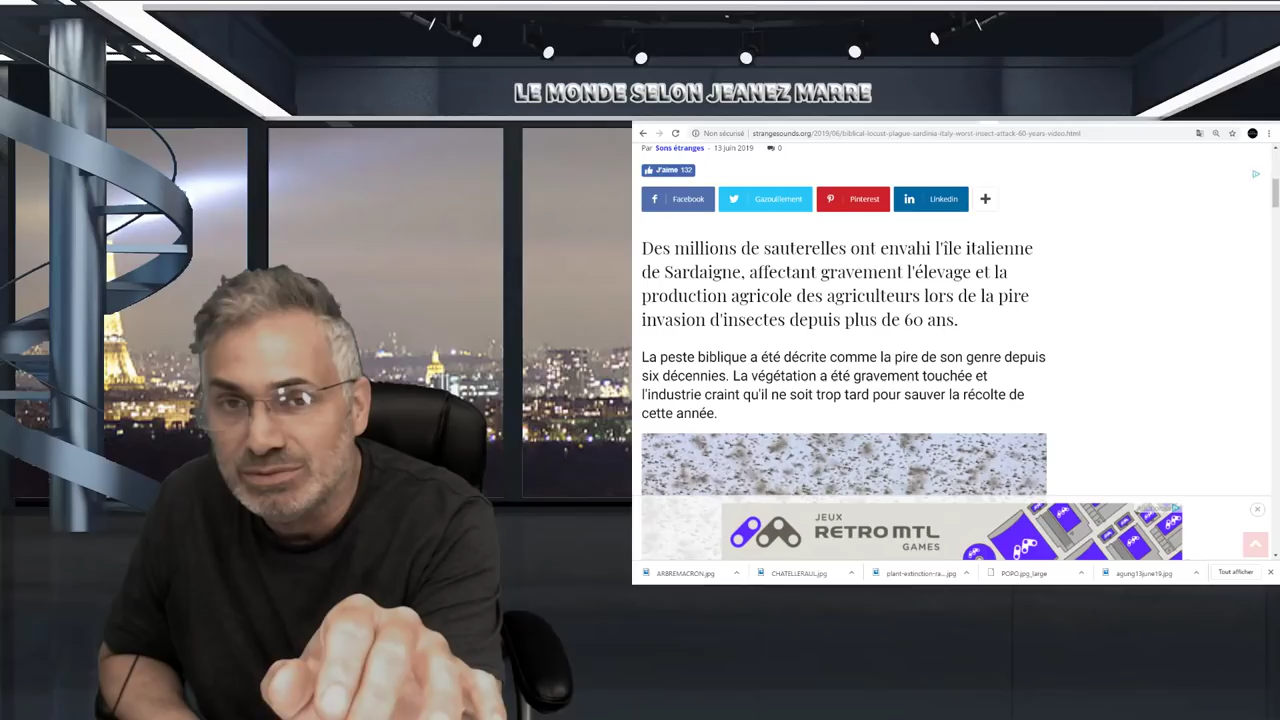 LE MONDE SELON JEANEZ MARRE
Non sécurisé | strangesounds.org/2019/06/biblical-locust-plague-sardinia-italy-worst-insect-attack-60-years-video.html
Par Sons étranges - 13 juin 2019 0
J'aime 132
Facebook Gazouillement Pinterest Linkedin
Des millions de sauterelles ont envahi l'île italienne
de Sardaigne, affectant gravement l'élevage et la
production agricole des agriculteurs lors de la pire
invasion d'insectes depuis plus de 60 ans.
La peste biblique a été décrite comme la pire de son genre depuis
six décennies. La végétation a été gravement touchée et
l'industrie craint qu'il ne soit trop tard pour sauver la récolte de
cette année.
JEUX
RETRO MTL
GAMES
ARBREMACRON.jpg CHATELLERAUL.jpg plant-extinction-ra....jpg POPO.jpg_large agung13june19.jpg Tout afficher